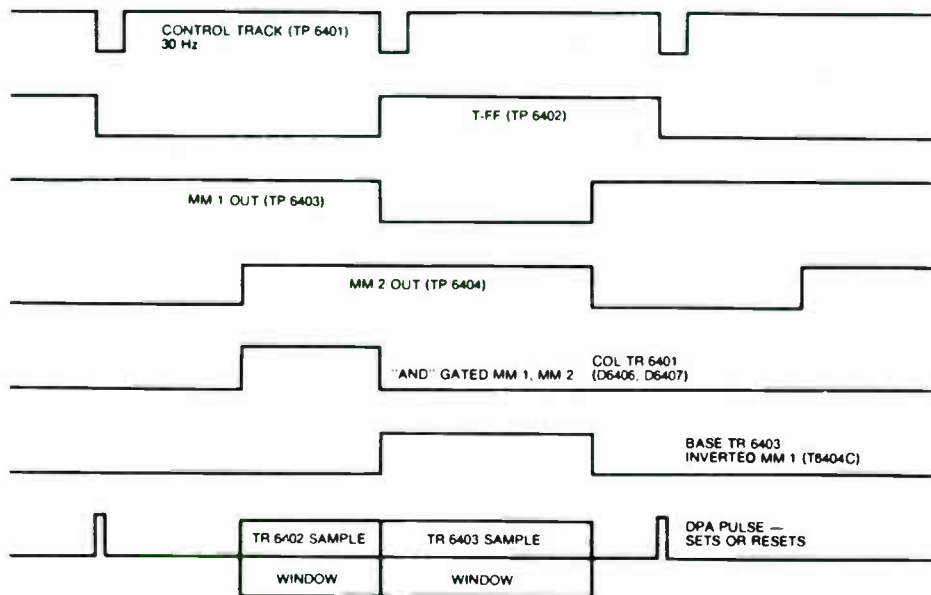 CONTROL TRACK (TP 6401)
30 Hz
T-FF (TP 6402)
MM 1 OUT (TP 6403)
MM 2 OUT (TP 6404)
"AND" GATED MM 1, MM 2
COL TR 6401
(D6406, D6407)
BASE TR 6403
INVERTED MM 1 (T6404C)
TR 6402 SAMPLE
TR 6403 SAMPLE
DPA PULSE —
SETS OR RESETS
WINDOW
WINDOW